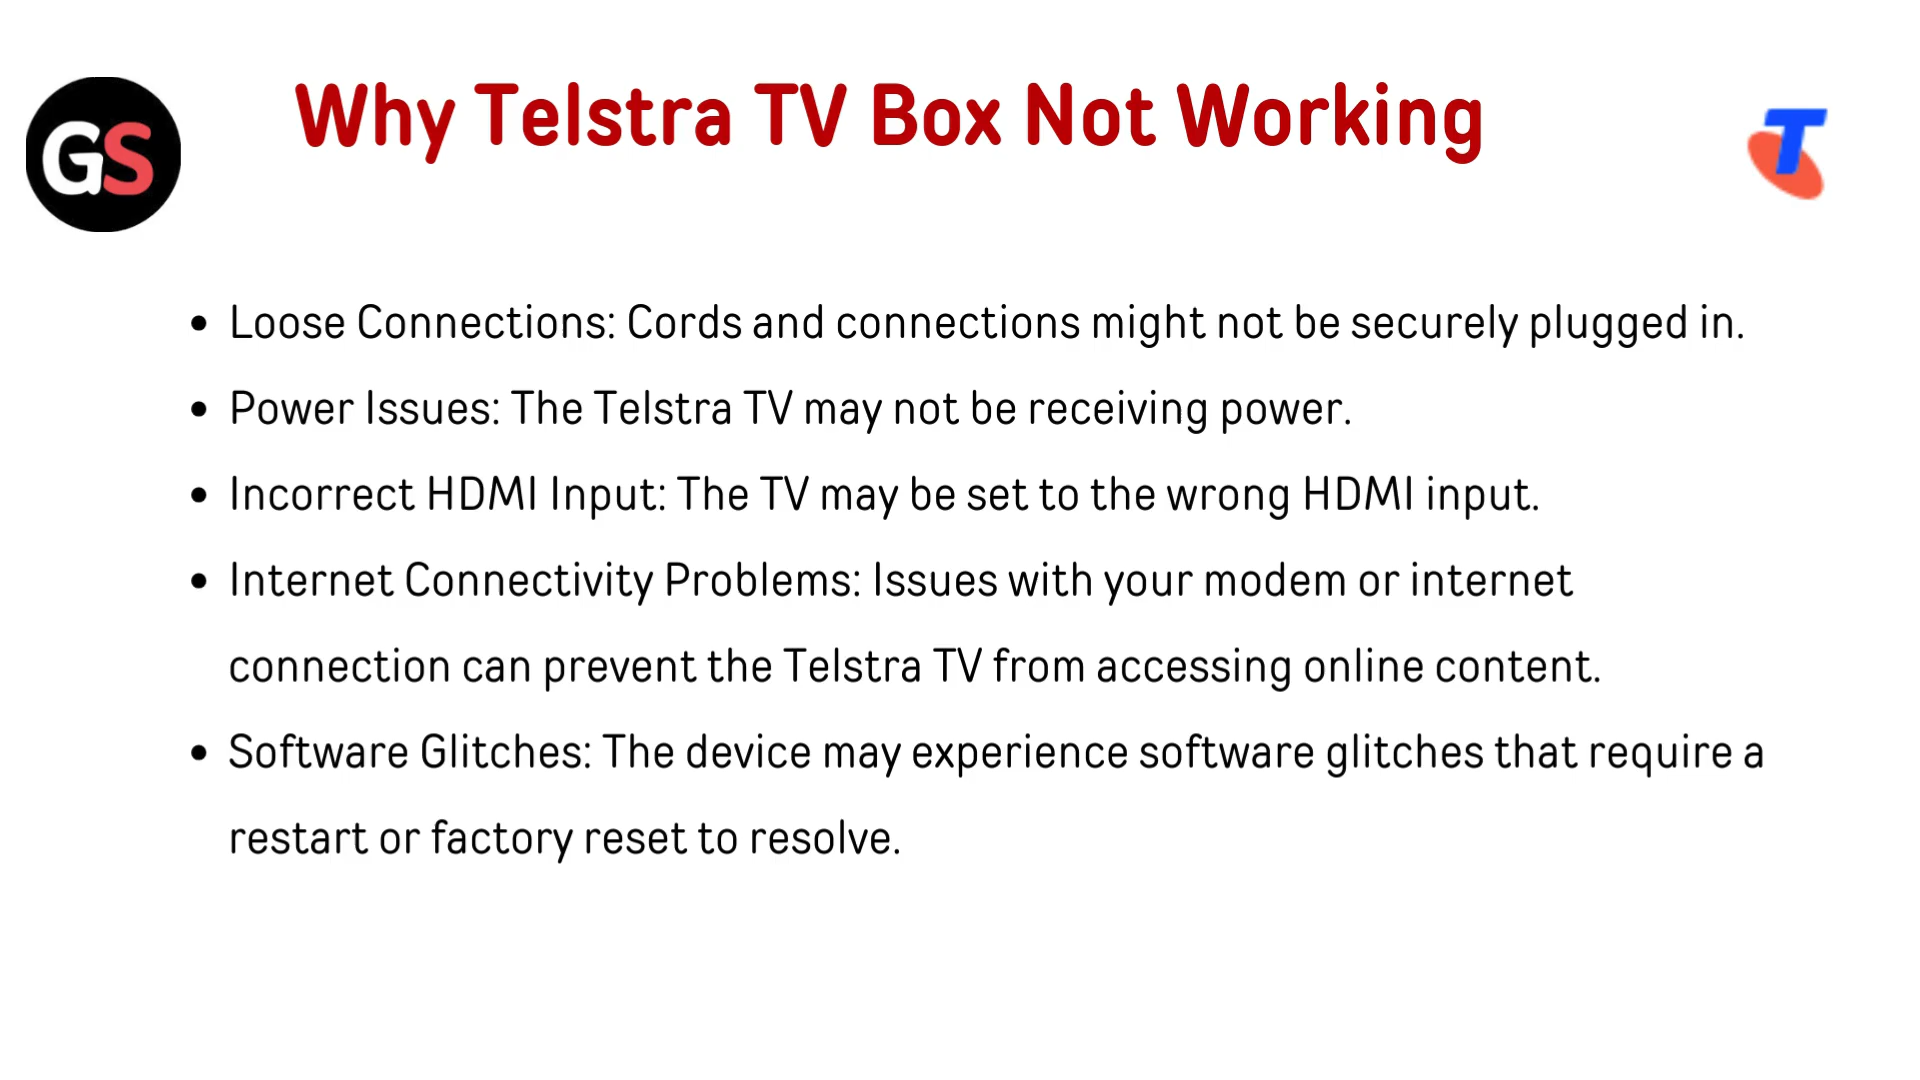 GS
Why Telstra TV Box Not Working
T
• Loose Connections: Cords and connections might not be securely plugged in.
• Power Issues: The Telstra TV may not be receiving power.
• Incorrect HDMI Input: The TV may be set to the wrong HDMI input.
• Internet Connectivity Problems: Issues with your modem or internet
connection can prevent the Telstra TV from accessing online content.
• Software Glitches: The device may experience software glitches that require a
restart or factory reset to resolve.